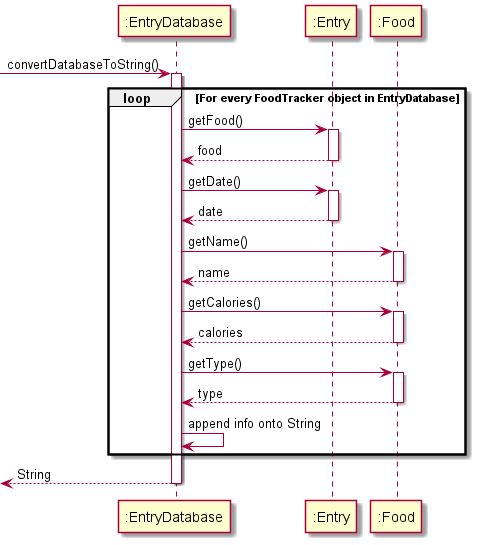 :EntryDatabase
:Entry
:Food
convertDatabaseToString()
loop
[For every FoodTracker object in EntryDatabase]
getFood()
food
getDate()
date
getName()
name
getCalories()
calories
getType()
type
append info onto String
String
:EntryDatabase
:Entry
:Food